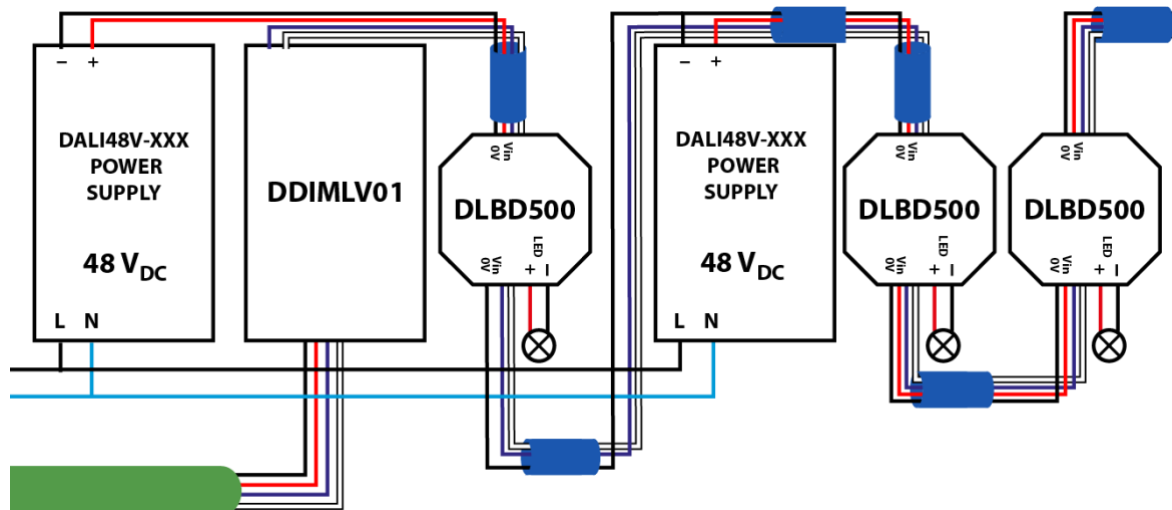 − +
DALI48V-XXX
POWER
SUPPLY
48 VDC
L N
DDIMLV01
0V Vin
DLBD500
0V Vin + LED −
− +
DALI48V-XXX
POWER
SUPPLY
48 VDC
L N
0V Vin
DLBD500
0V Vin + LED −
0V Vin
DLBD500
0V Vin + LED −